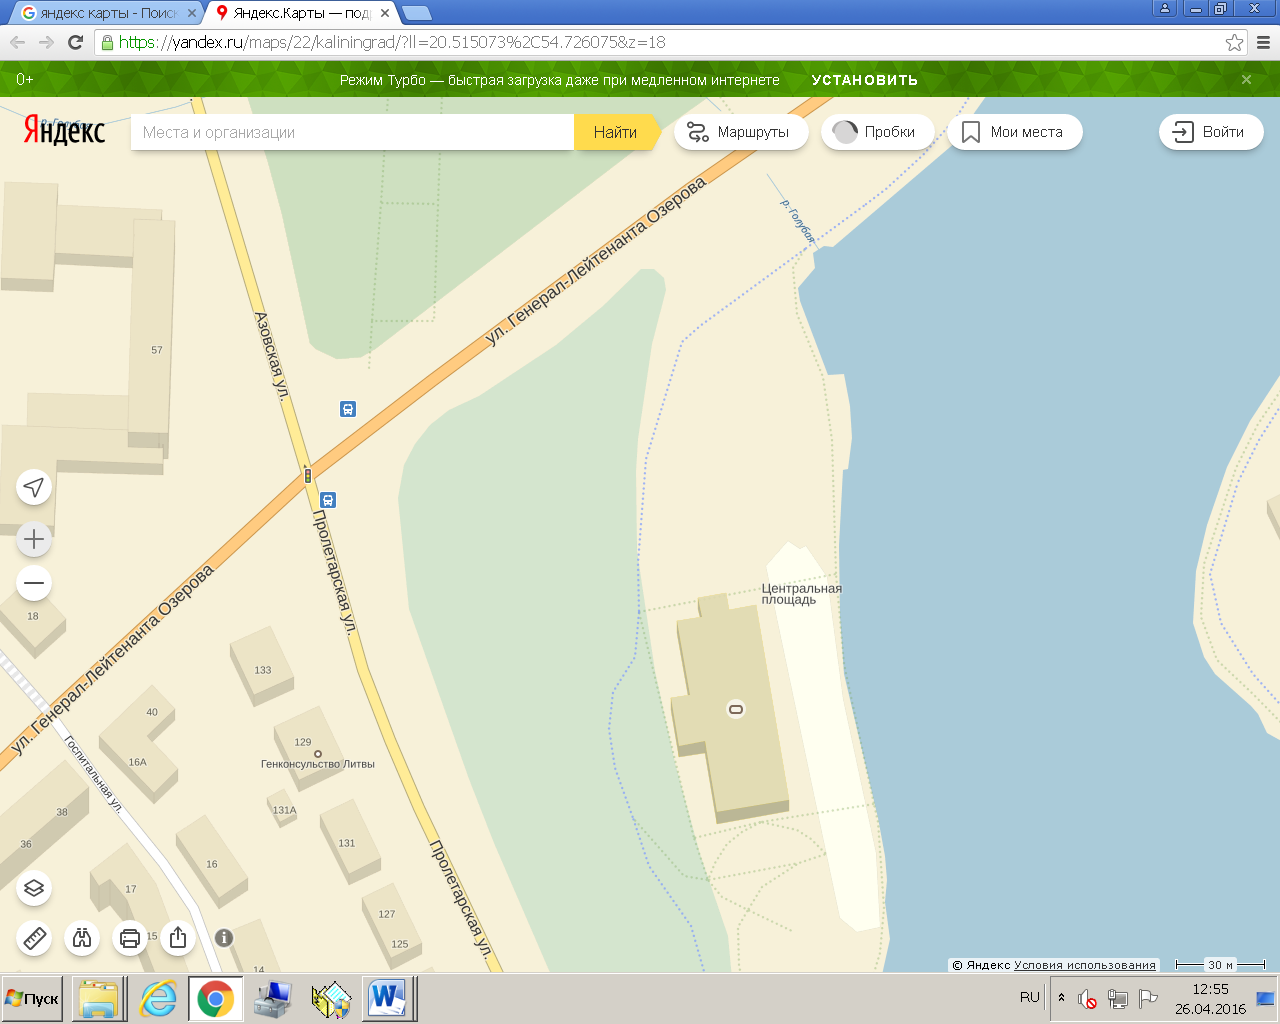 яндекс карты - Поиск
Яндекс.Карты — под
https://yandex.ru/maps/22/kaliningrad/?ll=20.515073%2C54.726075&z=18
0+
Режим Турбо — быстрая загрузка даже при медленном интернете
УСТАНОВИТЬ
Яндекс
Места и организации
Найти
Маршруты
Пробки
Мои места
Войти
р. Голубая
ул. Генерал-Лейтенанта Озерова
57
Азовская ул.
Пролетарская ул.
Центральная
площадь
ул. Генерал-Лейтенанта Озерова
18
133
40
129
16А
Генконсульство Литвы
Госпитальная ул.
38
131А
36
131
16
Пролетарская ул.
17
127
15
125
14
© Яндекс Условия использования
30 м
Пуск
RU
12:55
26.04.2016